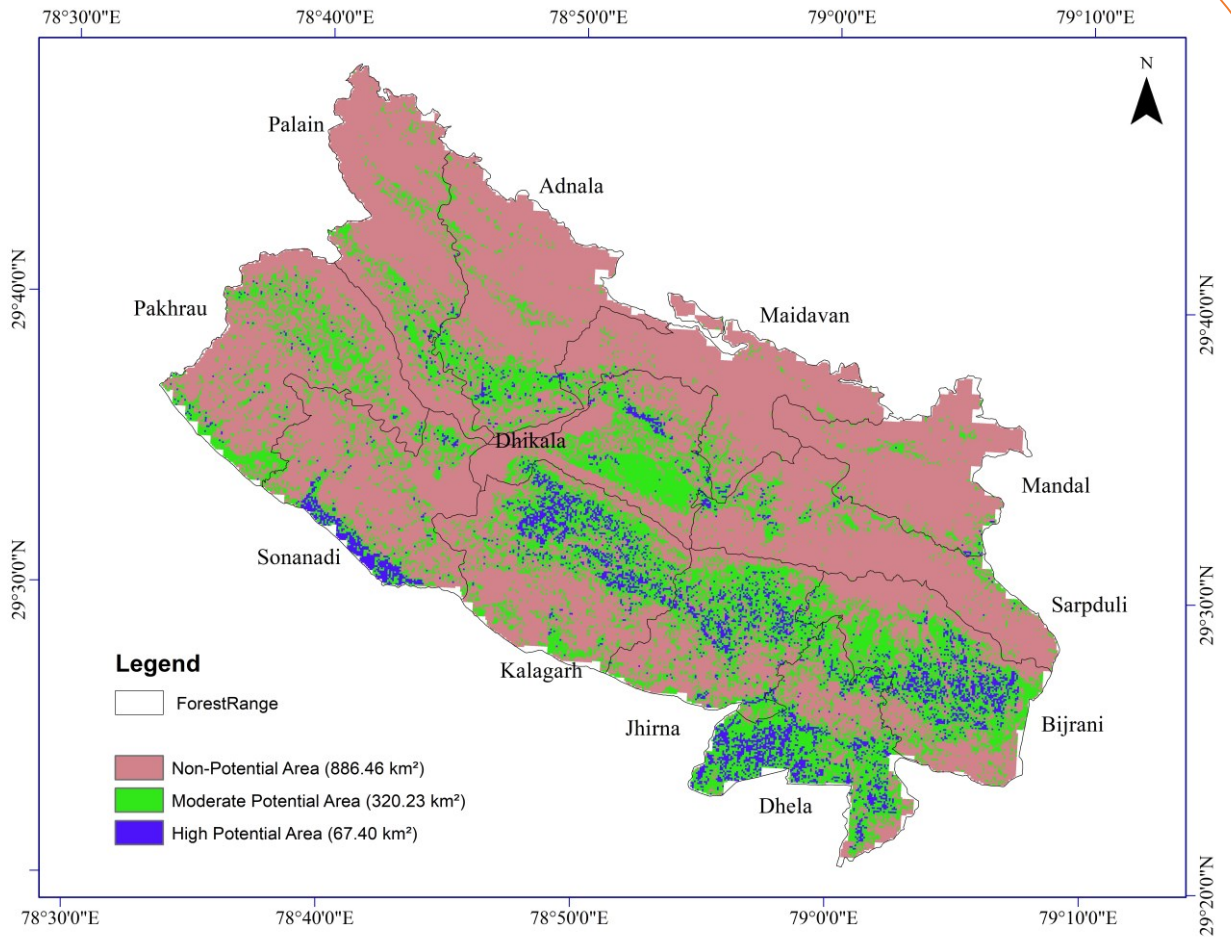 78°30'0"E 78°40'0"E 78°50'0"E 79°0'0"E 79°10'0"E
N
Palain
Adnala
29°40'0"N
Pakhrau
Maidavan
29°40'0"N
Dhikala
Mandal
Sonanadi
29°30'0"N
Sarpduli
29°30'0"N
Kalagarh
Jhirna
Bijrani
Dhela
Legend
ForestRange
Non-Potential Area (886.46 km²)
Moderate Potential Area (320.23 km²)
High Potential Area (67.40 km²)
29°20'0"N
78°30'0"E 78°40'0"E 78°50'0"E 79°0'0"E 79°10'0"E